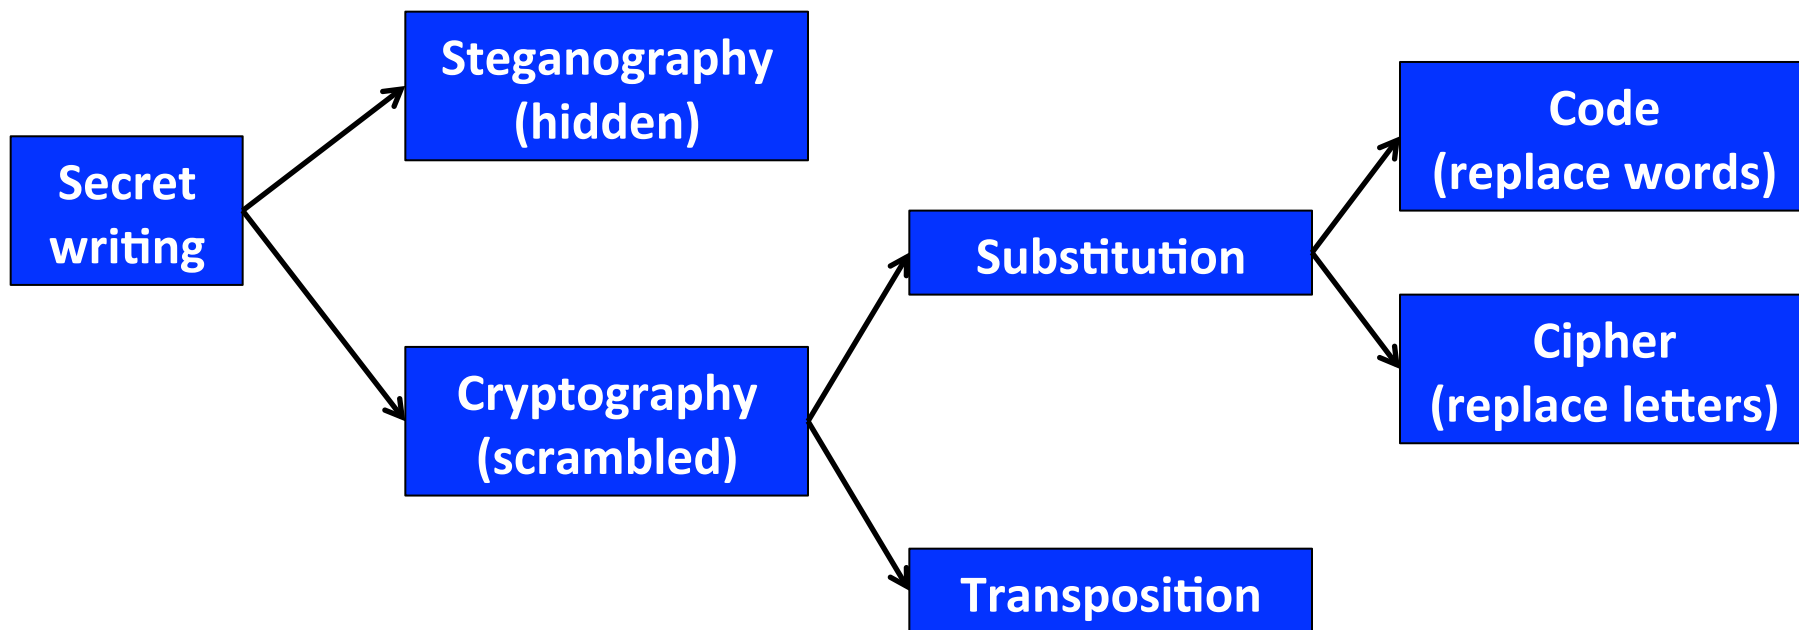 Secret
writing
Steganography
(hidden)
Cryptography
(scrambled)
Substitution
Transposition
Code
(replace words)
Cipher
(replace letters)